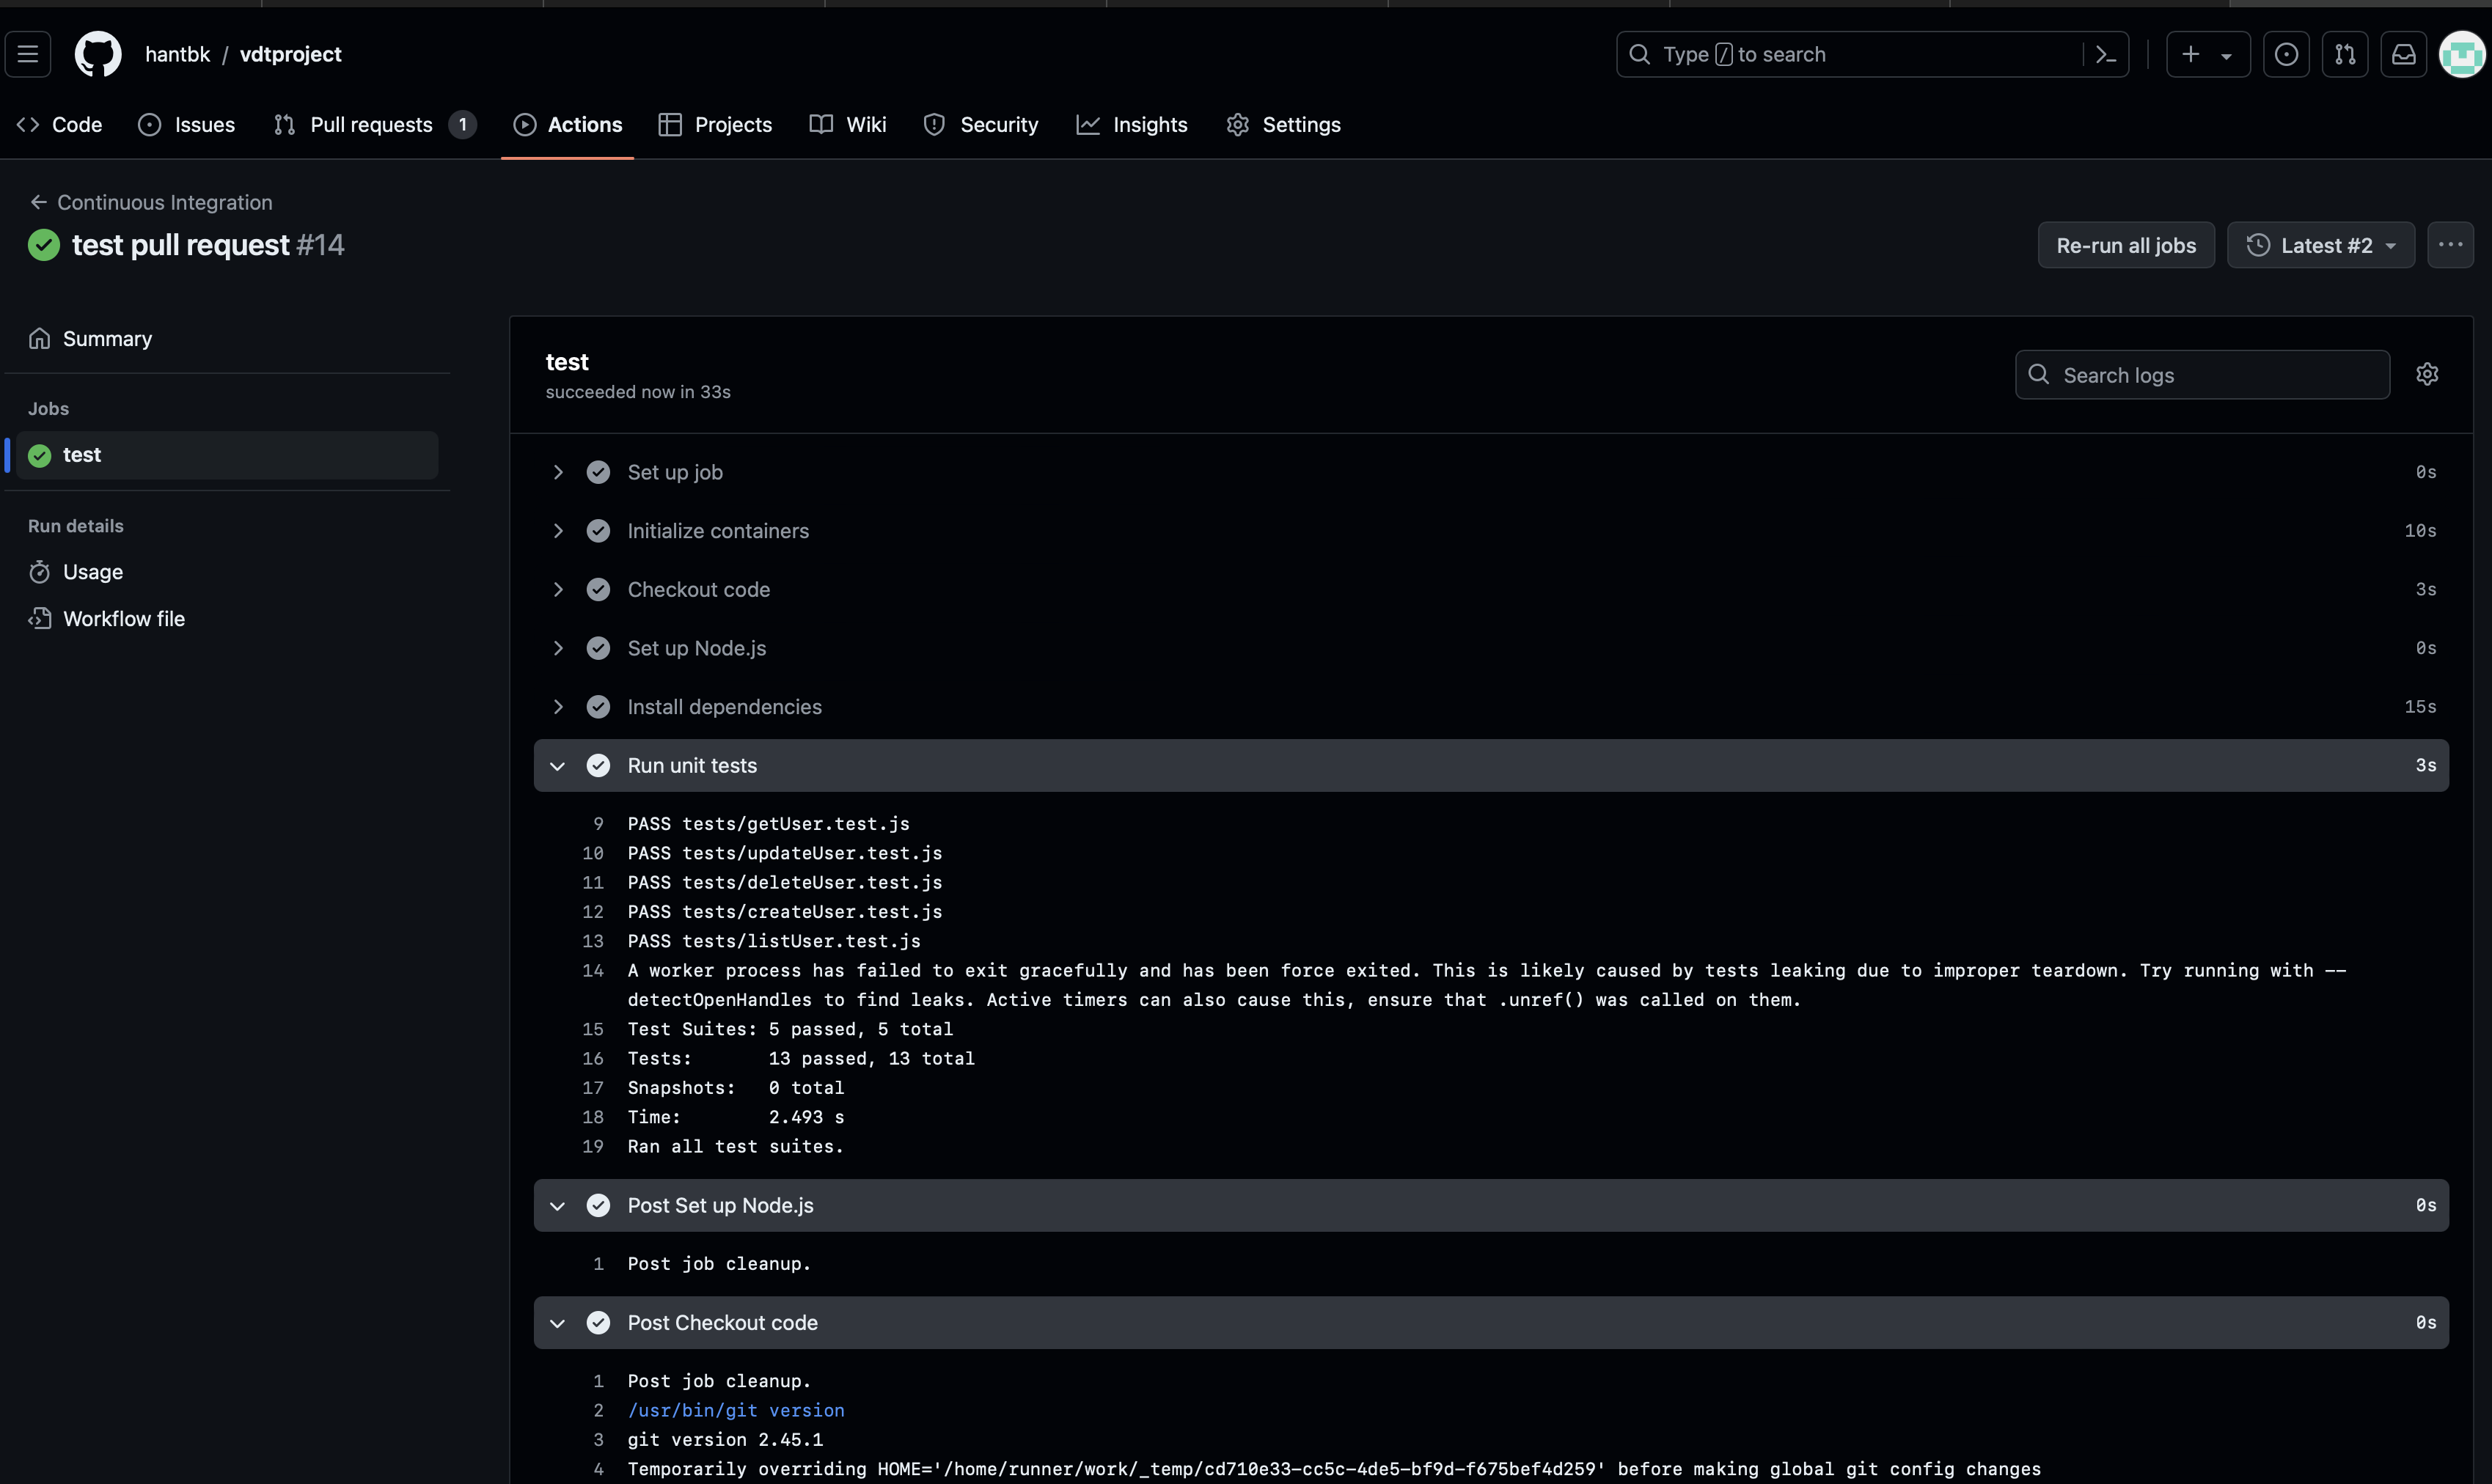 hantbk / vdtproject
Type / to search
Code Issues Pull requests 1 Actions Projects Wiki Security Insights Settings
Continuous Integration
test pull request #14
Re-run all jobs
Latest #2
Summary
Jobs
test
Run details
Usage
Workflow file
test
succeeded now in 33s
Search logs
Set up job 0s
Initialize containers 10s
Checkout code 3s
Set up Node.js 0s
Install dependencies 15s
Run unit tests 3s
9 PASS tests/getUser.test.js
10 PASS tests/updateUser.test.js
11 PASS tests/deleteUser.test.js
12 PASS tests/createUser.test.js
13 PASS tests/listUser.test.js
14 A worker process has failed to exit gracefully and has been force exited. This is likely caused by tests leaking due to improper teardown. Try running with --
detectOpenHandles to find leaks. Active timers can also cause this, ensure that .unref() was called on them.
15 Test Suites: 5 passed, 5 total
16 Tests: 13 passed, 13 total
17 Snapshots: 0 total
18 Time: 2.493 s
19 Ran all test suites.
Post Set up Node.js 0s
1 Post job cleanup.
Post Checkout code 0s
1 Post job cleanup.
2 /usr/bin/git version
3 git version 2.45.1
4 Temporarily overriding HOME='/home/runner/work/_temp/cd710e33-cc5c-4de5-bf9d-f675bef4d259' before making global git config changes